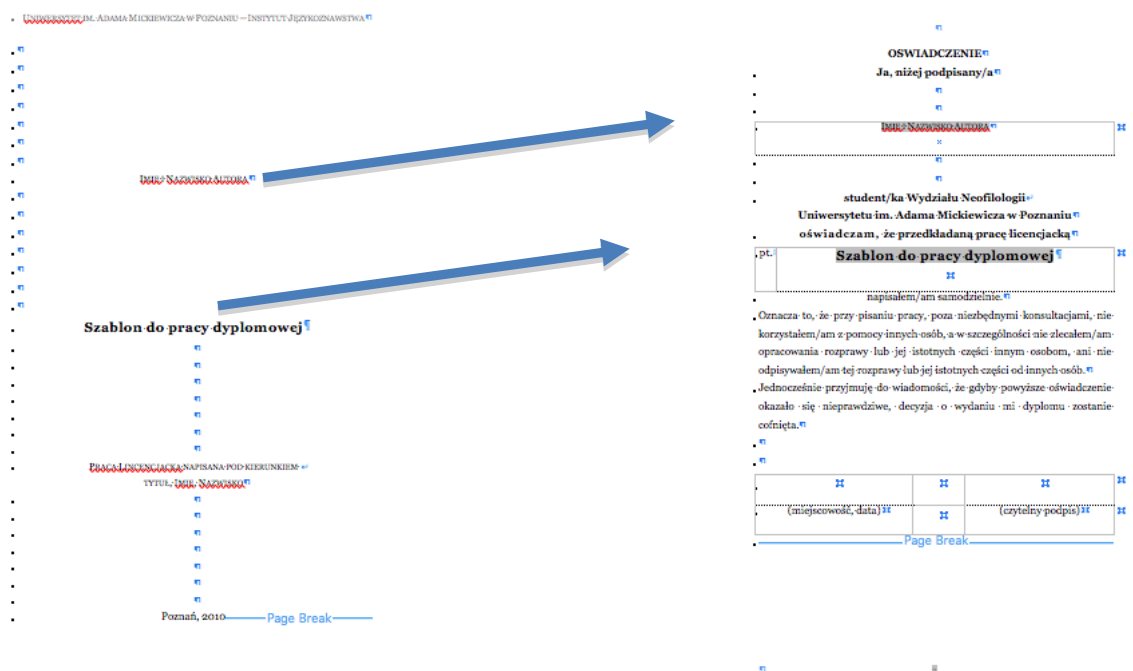 Uniwersytet im. Adama Mickiewicza w Poznaniu – Instytut Językoznawstwa
Imię i Nazwisko Autora
Szablon do pracy dyplomowej
Praca Lincencjacka napisana pod kierunkiem
tytuł, Imię, Nazwisko
Poznań, 2010
Page Break
OSWIADCZENIE
Ja, niżej podpisany/a
Imię i Nazwisko Autora
student/ka Wydziału Neofilologii
Uniwersytetu im. Adama Mickiewicza w Poznaniu
oświadczam, że przedkładaną pracę licencjacką
pt. Szablon do pracy dyplomowej
napisałem/am samodzielnie.
Oznacza to, że przy pisaniu pracy, poza niezbędnymi konsultacjami, nie
korzystałem/am z pomocy innych osób, a w szczególności nie zlecałem/am
opracowania rozprawy lub jej istotnych części innym osobom, ani nie
odpisywałem/am tej rozprawy lub jej istotnych części od innych osób.
Jednocześnie przyjmuję do wiadomości, że gdyby powyższe oświadczenie
okazało się nieprawdziwe, decyzja o wydaniu mi dyplomu zostanie
cofnięta.
(miejscowość, data) (czytelny podpis)
Page Break